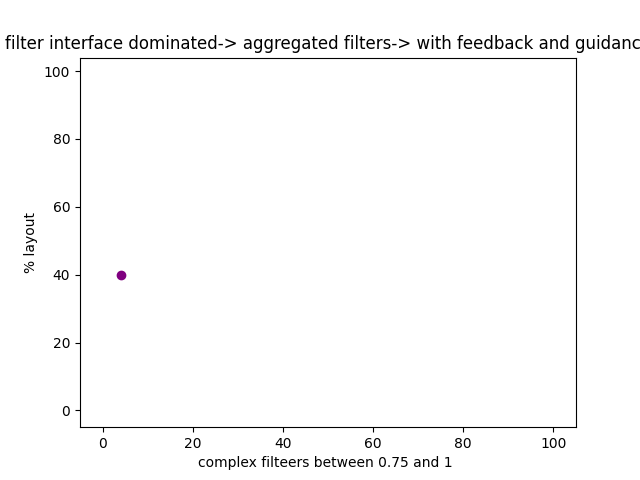 filter interface dominated-> aggregated filters-> with feedback and guidanc
100
80
60
40
20
0
% layout
0 20 40 60 80 100
complex filteers between 0.75 and 1